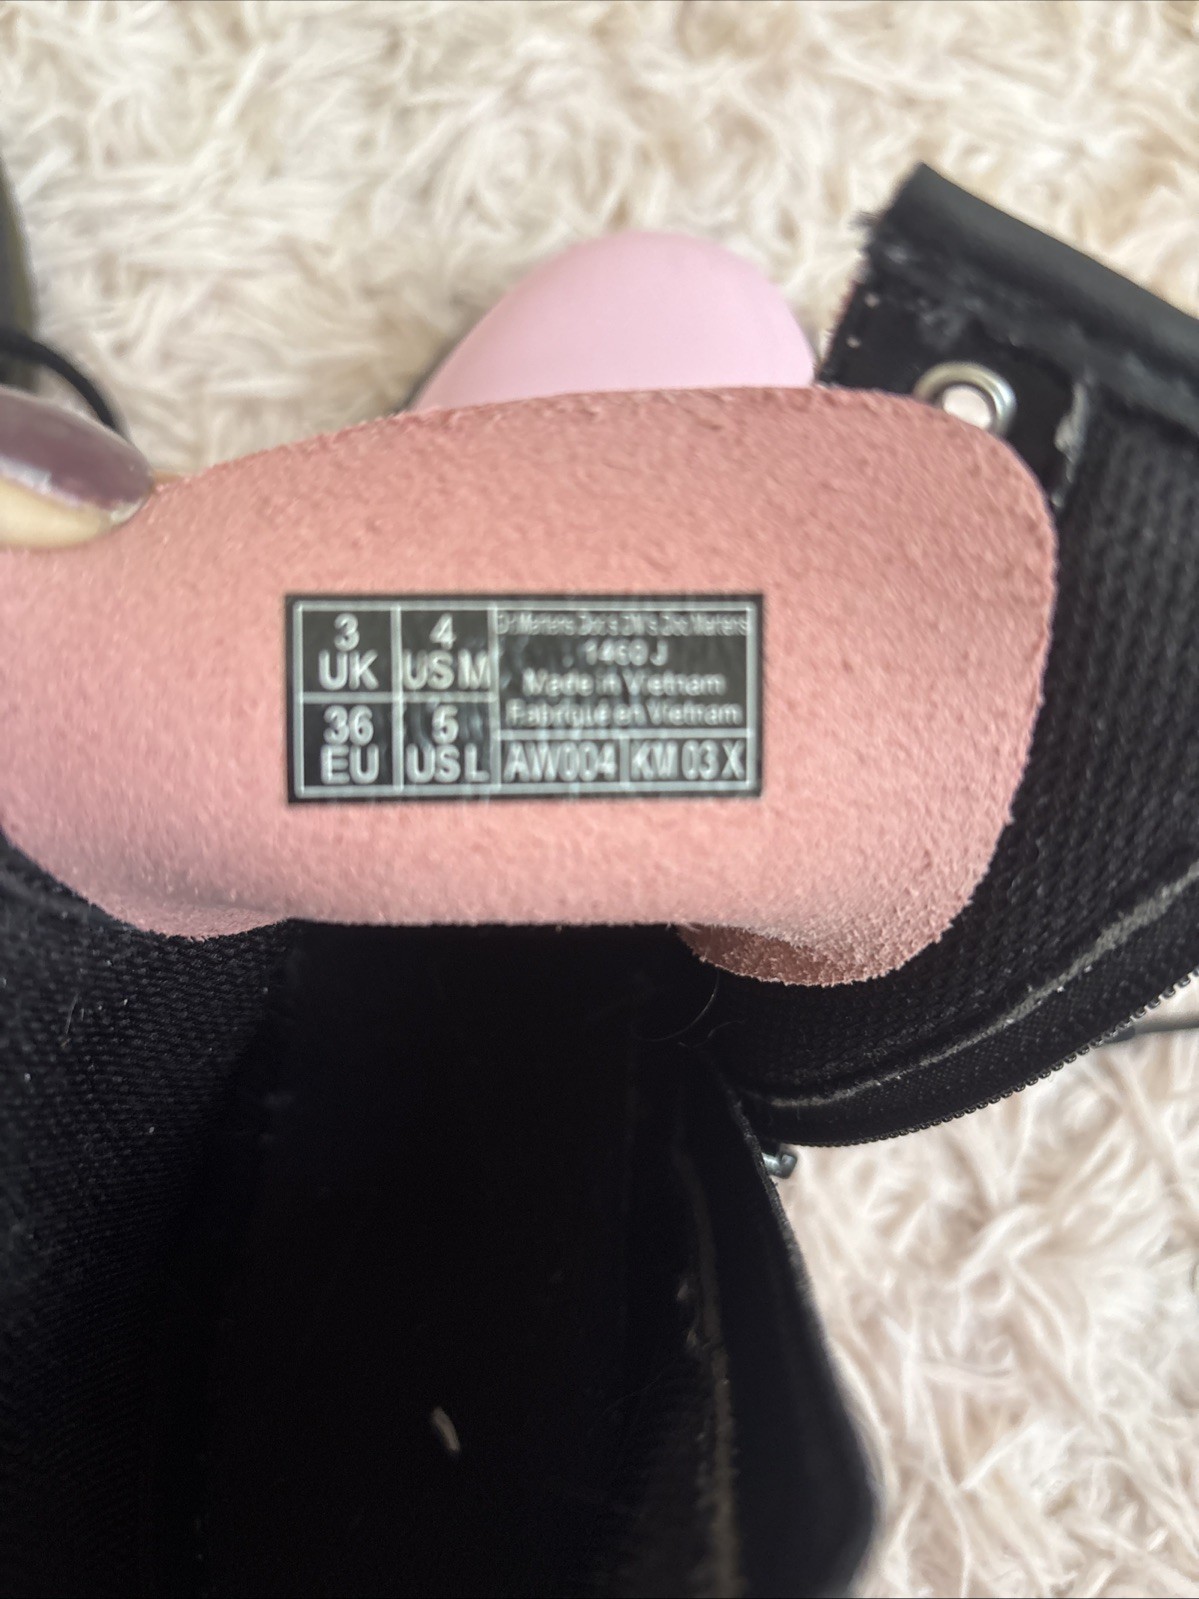 3
UK
4
US M
36
EU
5
US L
Dr.Martens.Doc's.DM's.Doc Martens
1460 J
Made in Vietnam
Fabriqué en Vietnam
AW004
KM 03 X